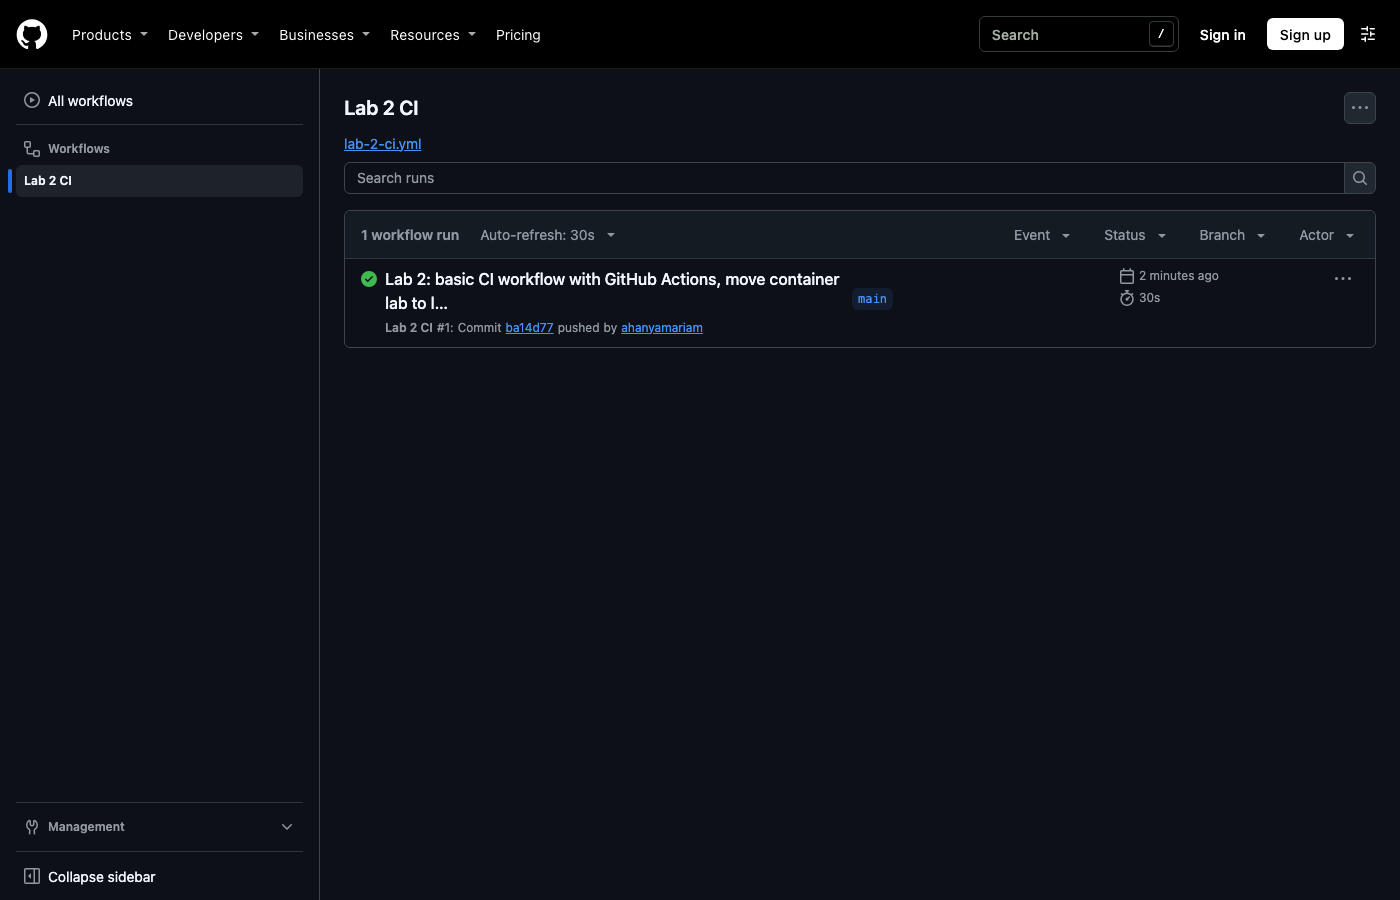 Products
Developers
Businesses
Resources
Pricing
Search
/
Sign in
Sign up
All workflows
Workflows
Lab 2 CI
Management
Collapse sidebar
Lab 2 CI
lab-2-ci.yml
Search runs
1 workflow run
Auto-refresh: 30s
Event
Status
Branch
Actor
Lab 2: basic CI workflow with GitHub Actions, move container
lab to l...
main
Lab 2 CI #1: Commit ba14d77 pushed by ahanyamariam
2 minutes ago
30s